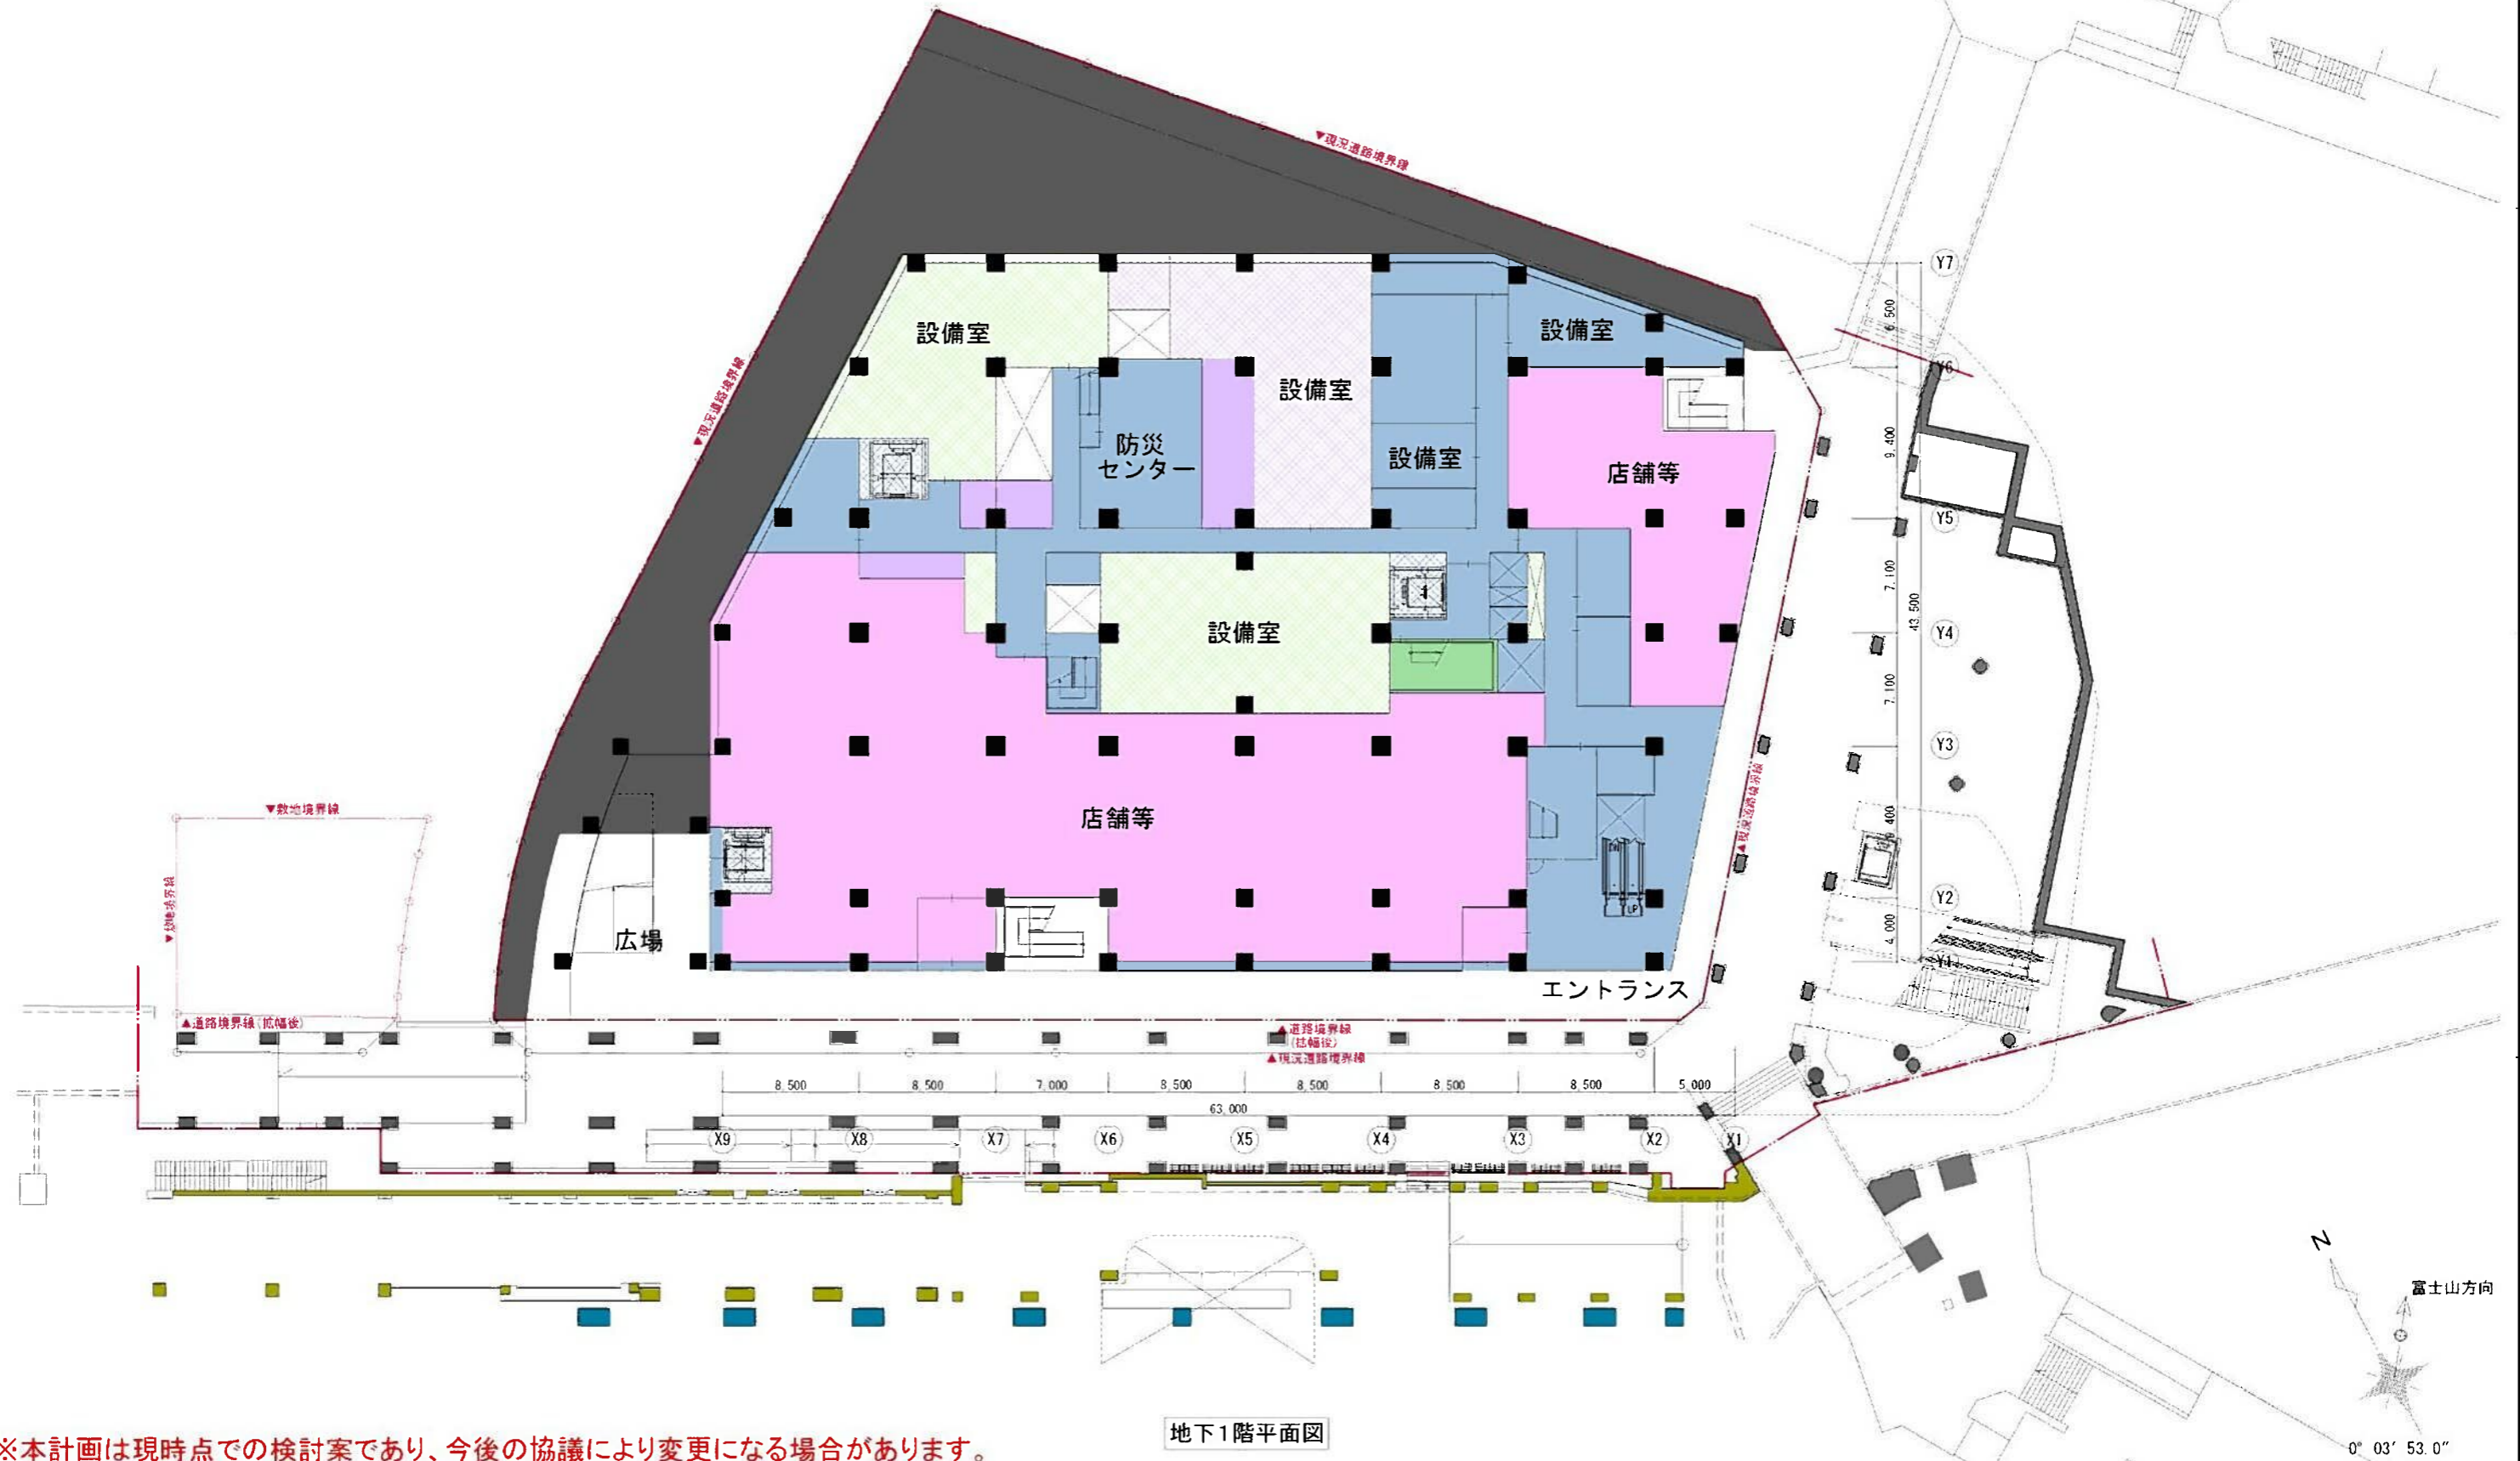 ▼現況道路境界線
Y7
6,500
設備室
設備室
▼現況道路境界線
Y6
設備室
防災
センター
設備室
店舗等
9,400
Y5
7,100
43,500
設備室
Y4
7,100
Y3
▲現況道路境界線
▼敷地境界線
店舗等
9,400
▼敷地境界線
Y2
広場
4,000
Y1
エントランス
▲道路境界線(拡幅後)
▲道路境界線
(拡幅後)
▲現況道路境界線
8,500
8,500
7,000
8,500
8,500
8,500
8,500
5,000
63,000
X9
X8
X7
X6
X5
X4
X3
X2
X1
UP
N
富士山方向
地下1階平面図
0° 03′ 53.0″
※本計画は現時点での検討案であり、今後の協議により変更になる場合があります。